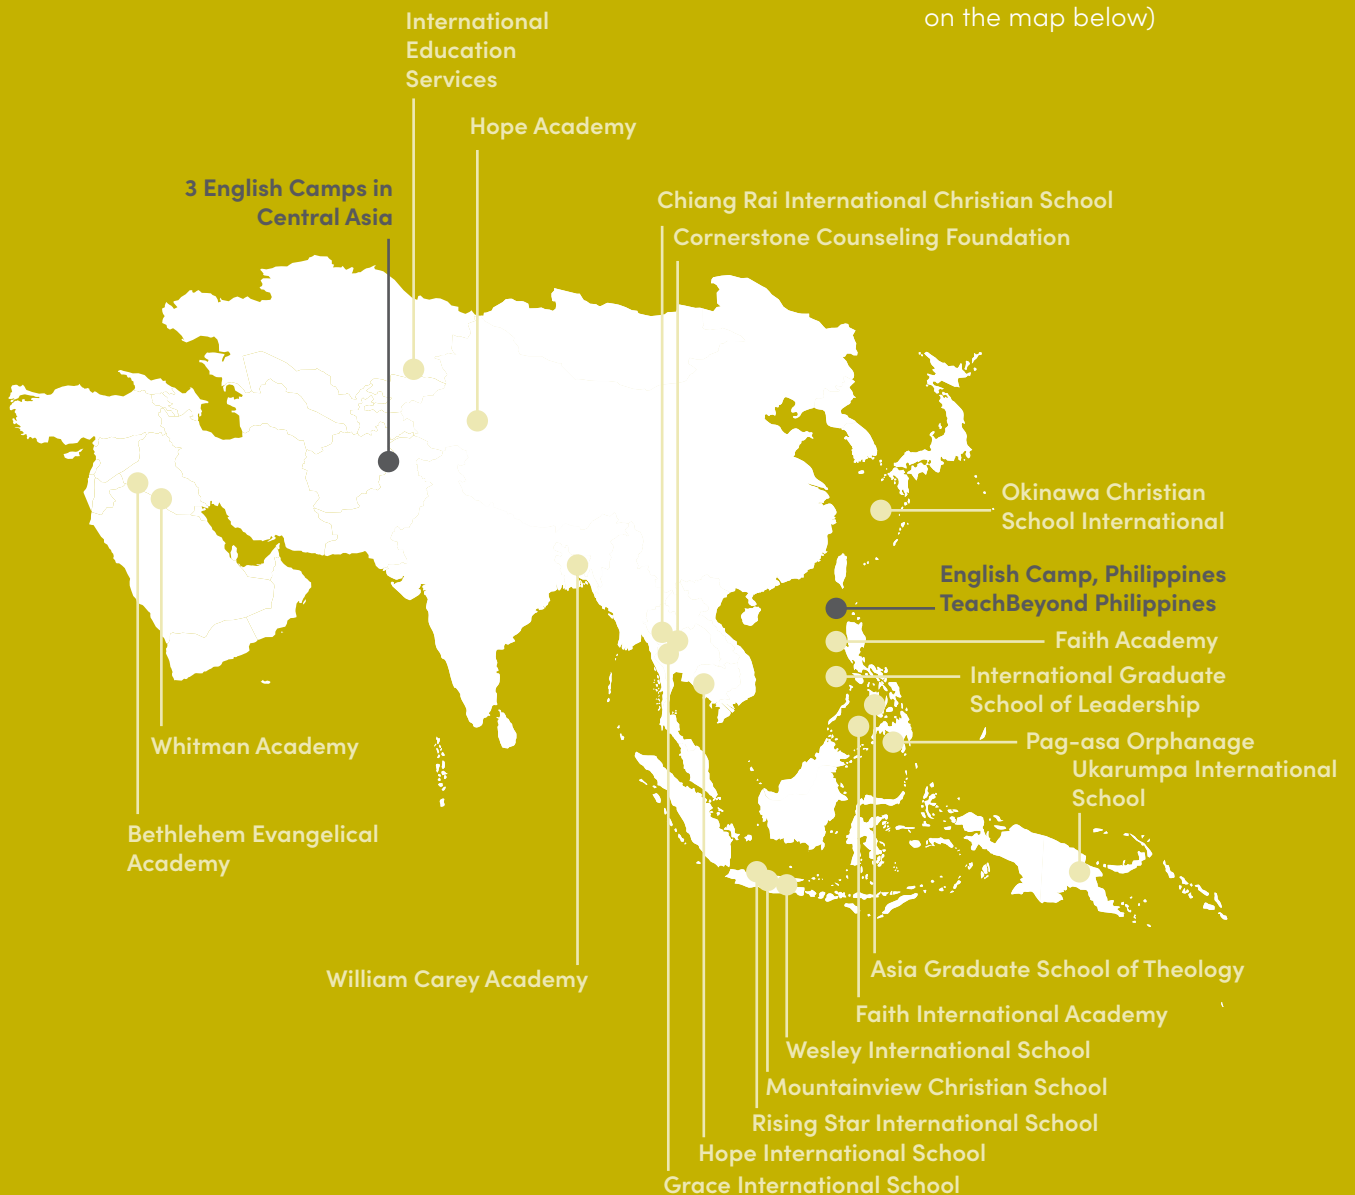 on the map below)
International
Education
Services
Hope Academy
3 English Camps in
Central Asia
Chiang Rai International Christian School
Cornerstone Counseling Foundation
Okinawa Christian
School International
English Camp, Philippines
TeachBeyond Philippines
Faith Academy
International Graduate
School of Leadership
Pag-asa Orphanage
Ukarumpa International
School
Whitman Academy
Bethlehem Evangelical
Academy
William Carey Academy
Asia Graduate School of Theology
Faith International Academy
Wesley International School
Mountainview Christian School
Rising Star International School
Hope International School
Grace International School